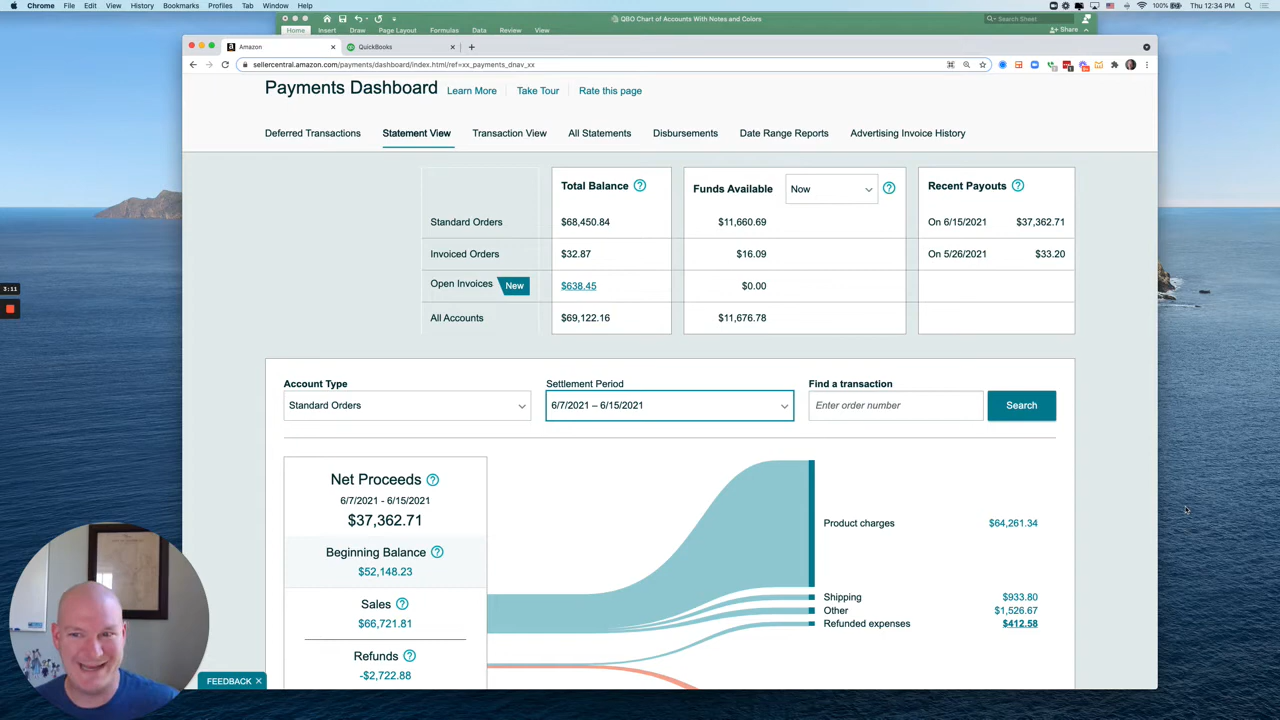 Chrome File Edit View History Bookmarks Profiles Tab Window Help
100% Thu 12:34 PM
QBO Chart of Accounts With Notes and Colors
Search Sheet
Home Insert Page Layout Formulas Data Review View
Share
Amazon
QuickBooks
sellercentral.amazon.com/payments/dashboard/index.html/ref=xx_payments_dnav_xx
Payments Dashboard Learn More Take Tour Rate this page
Deferred Transactions Statement View Transaction View All Statements Disbursements Date Range Reports Advertising Invoice History
Total Balance Funds Available Now Recent Payouts
Standard Orders $68,450.84 $11,660.69 On 6/15/2021 $37,362.71
Invoiced Orders $32.87 $16.09 On 5/26/2021 $33.20
Open Invoices New $638.45 $0.00
All Accounts $69,122.16 $11,676.78
3:11
Account Type Settlement Period Find a transaction
Standard Orders 6/7/2021 – 6/15/2021 Enter order number Search
Net Proceeds
6/7/2021 - 6/15/2021
$37,362.71
Beginning Balance
$52,148.23
Sales
$66,721.81
Refunds
-$2,722.88
Product charges $64,261.34
Shipping $933.80
Other $1,526.67
Refunded expenses $412.58
FEEDBACK